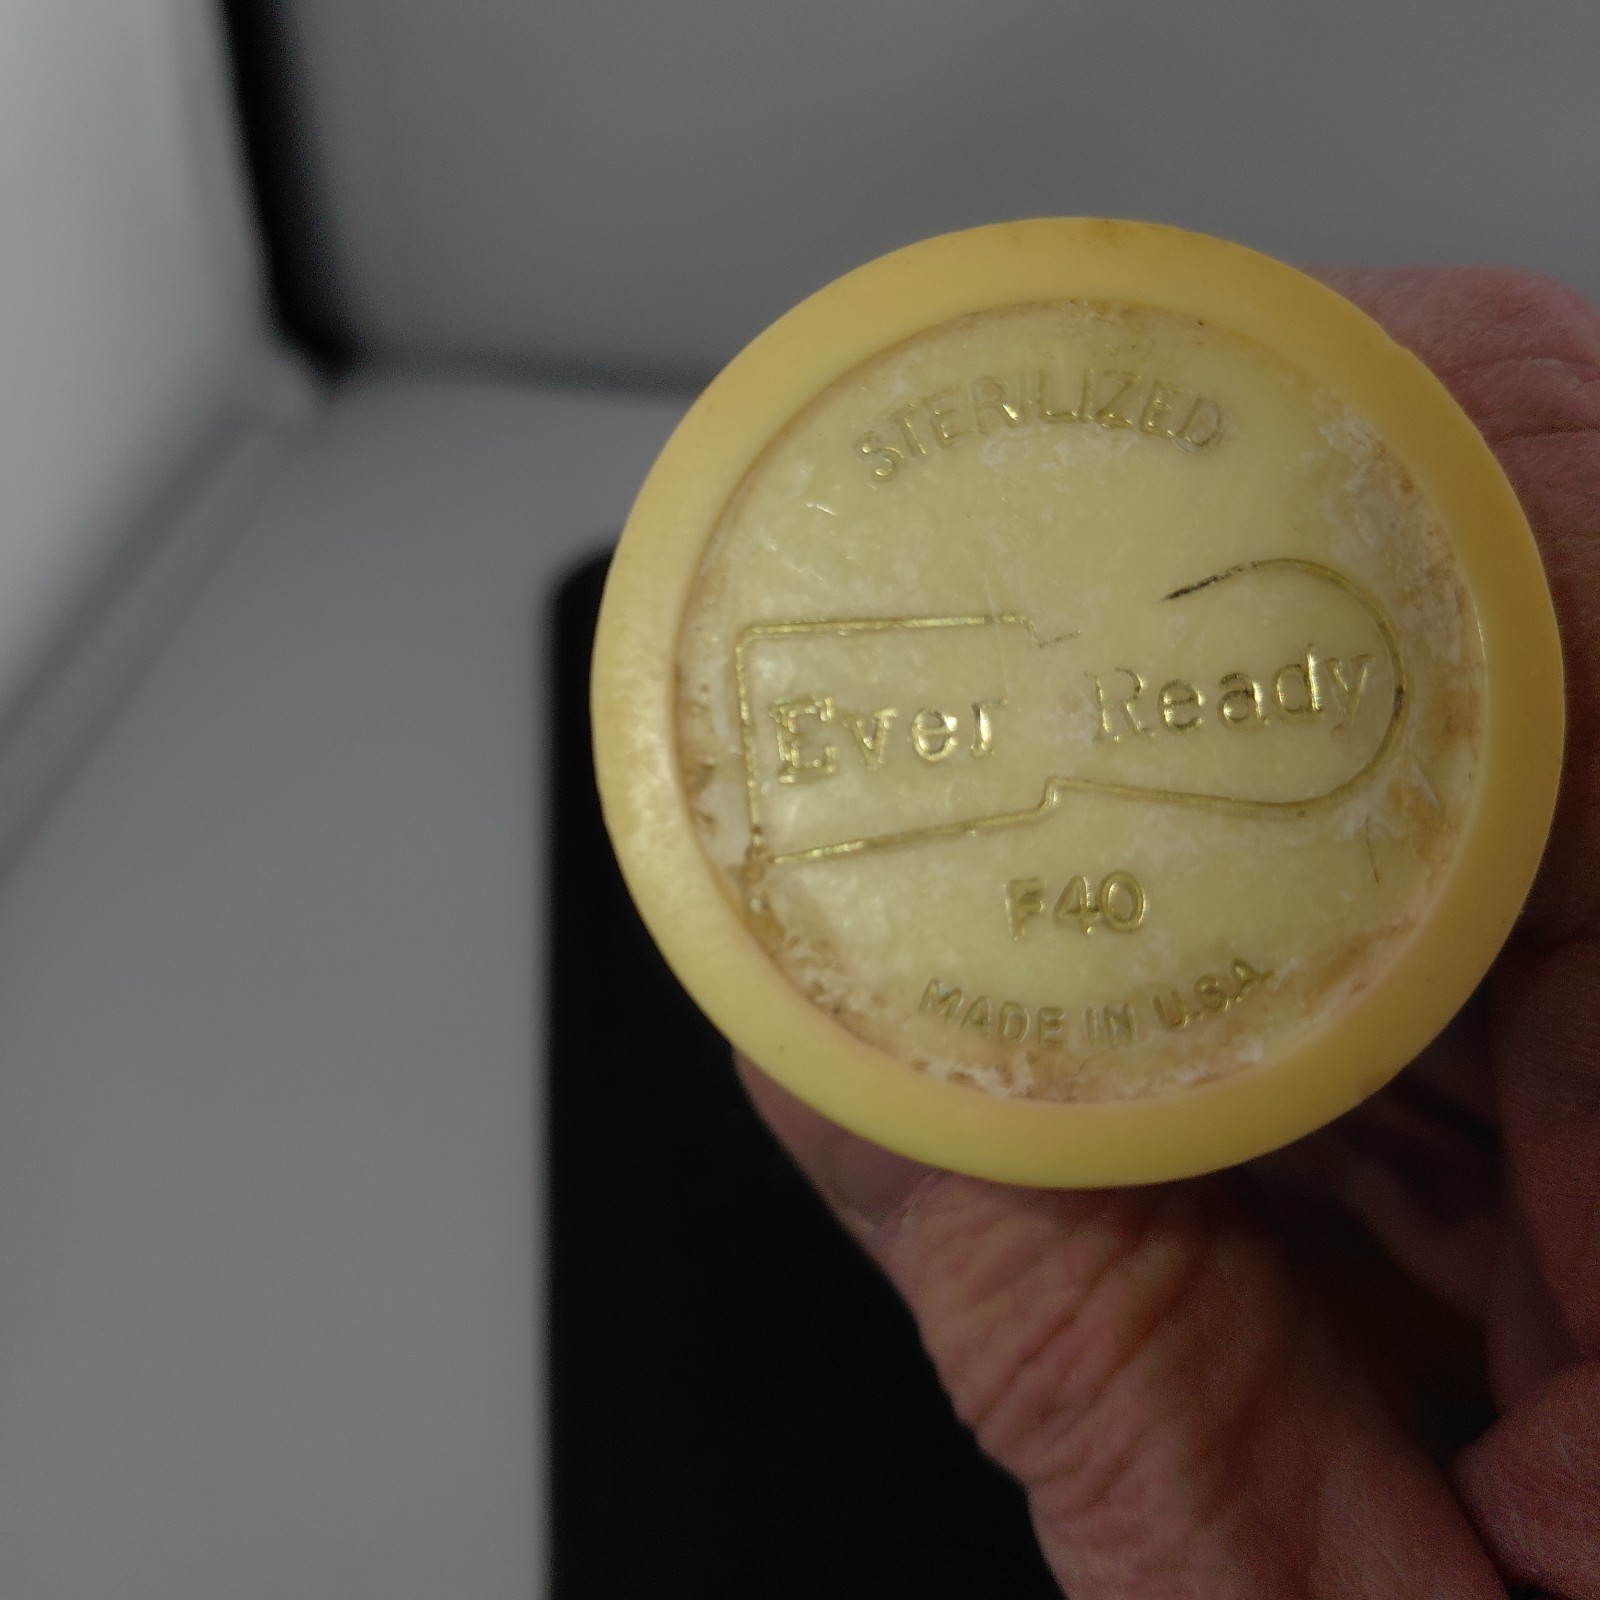 STERILIZED
Ever Ready
F40
MADE IN U.S.A.